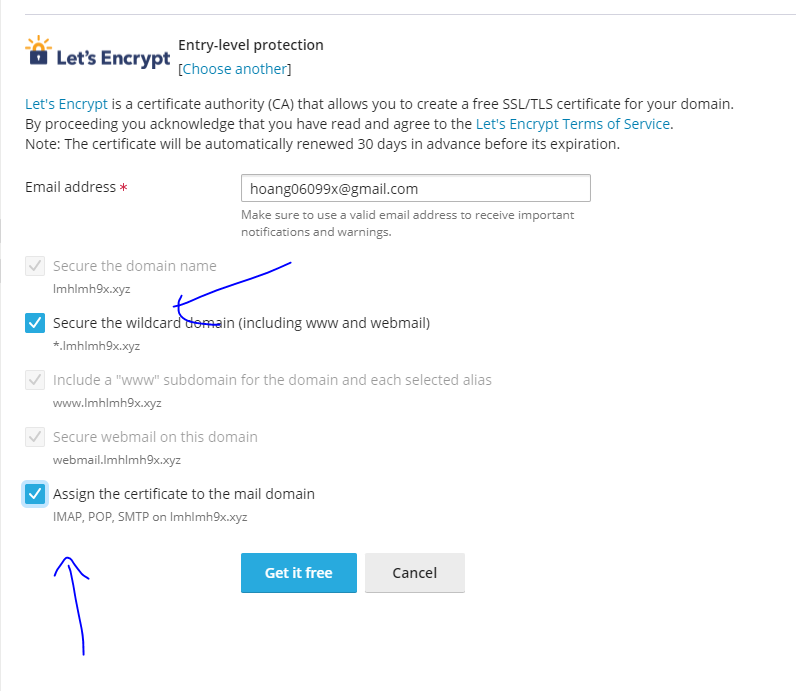 Let's Encrypt
Entry-level protection
[Choose another]
Let's Encrypt is a certificate authority (CA) that allows you to create a free SSL/TLS certificate for your domain.
By proceeding you acknowledge that you have read and agree to the Let's Encrypt Terms of Service.
Note: The certificate will be automatically renewed 30 days in advance before its expiration.
Email address *
hoang06099x@gmail.com
Make sure to use a valid email address to receive important
notifications and warnings.
Secure the domain name
lmhlmh9x.xyz
Secure the wildcard domain (including www and webmail)
*.lmhlmh9x.xyz
Include a "www" subdomain for the domain and each selected alias
www.lmhlmh9x.xyz
Secure webmail on this domain
webmail.lmhlmh9x.xyz
Assign the certificate to the mail domain
IMAP, POP, SMTP on lmhlmh9x.xyz
Get it free
Cancel